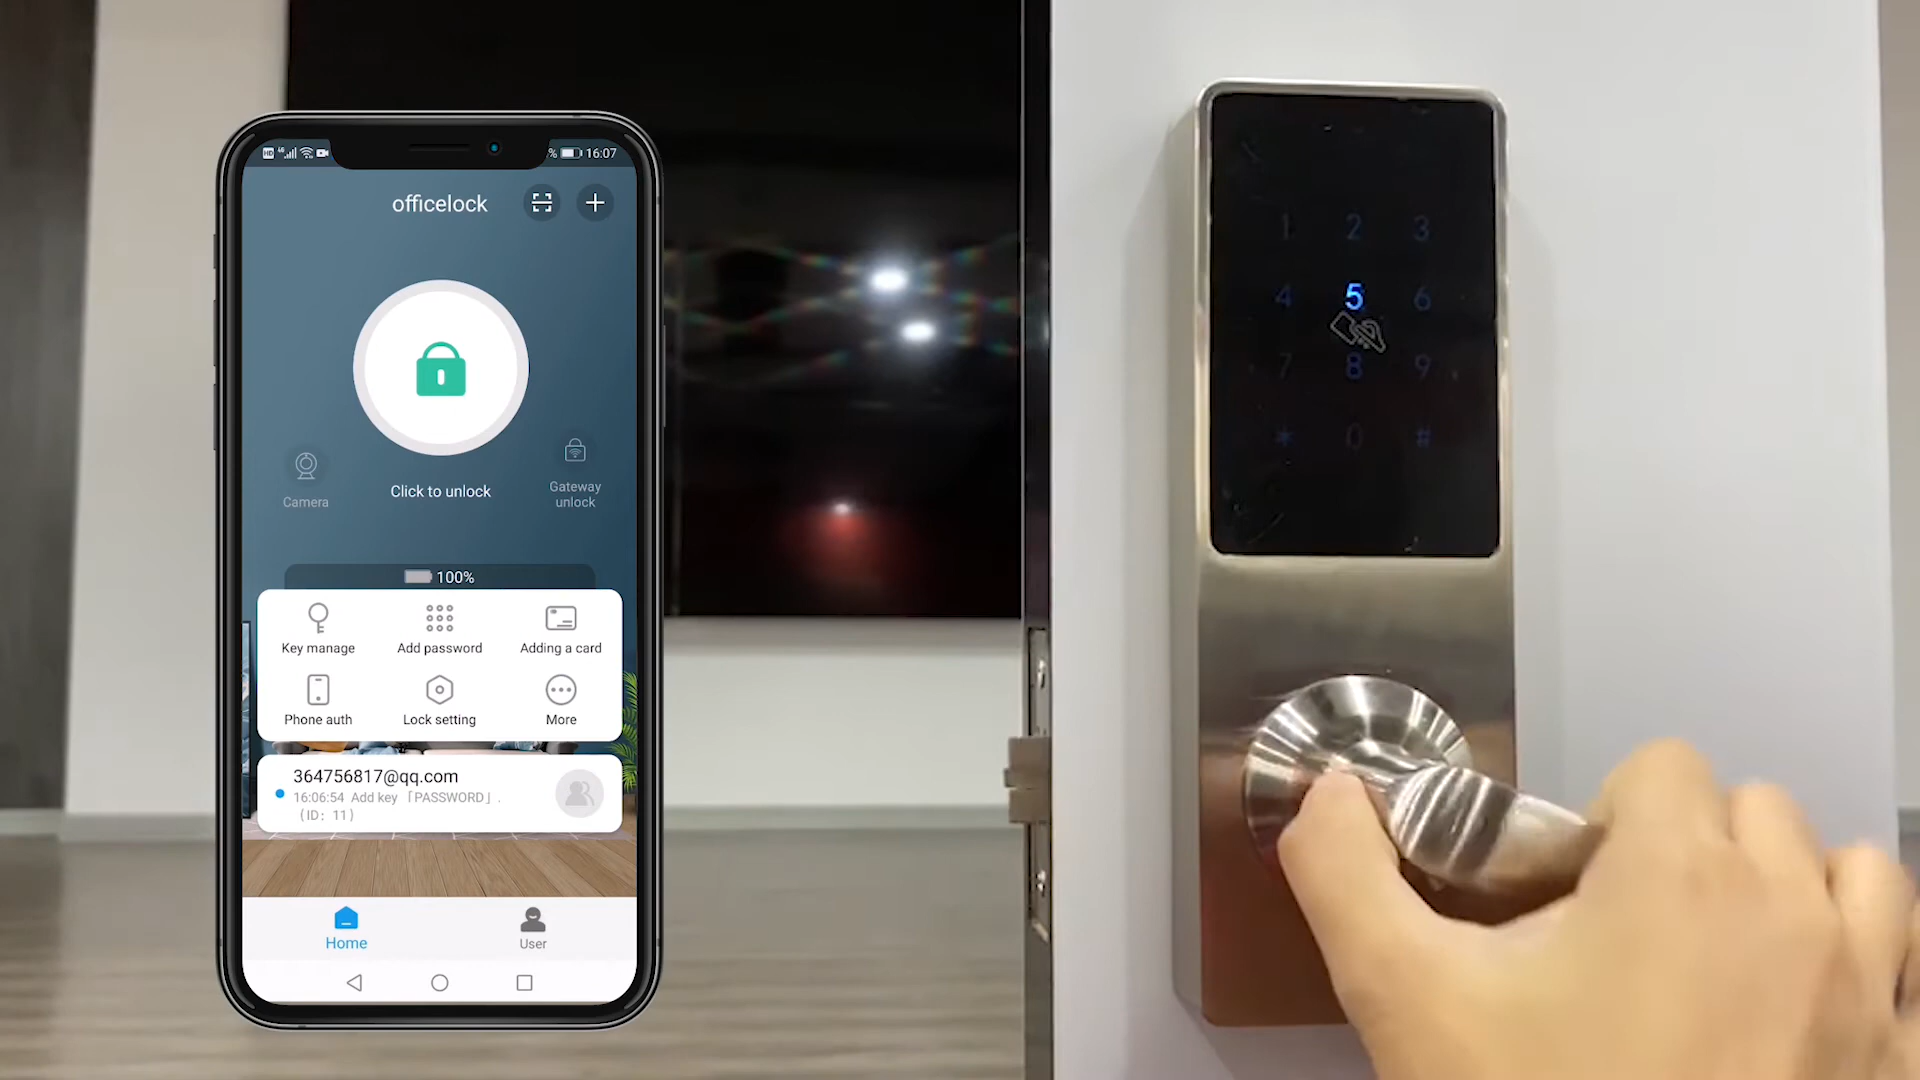 HD 4G % 16:07
officelock
Camera
Click to unlock
Gateway
unlock
100%
Key manage
Add password
Adding a card
Phone auth
Lock setting
More
364756817@qq.com
16:06:54 Add key 「PASSWORD」.
(ID: 11)
Home
User
1 2 3
4 5 6
7 8 9
* 0 #